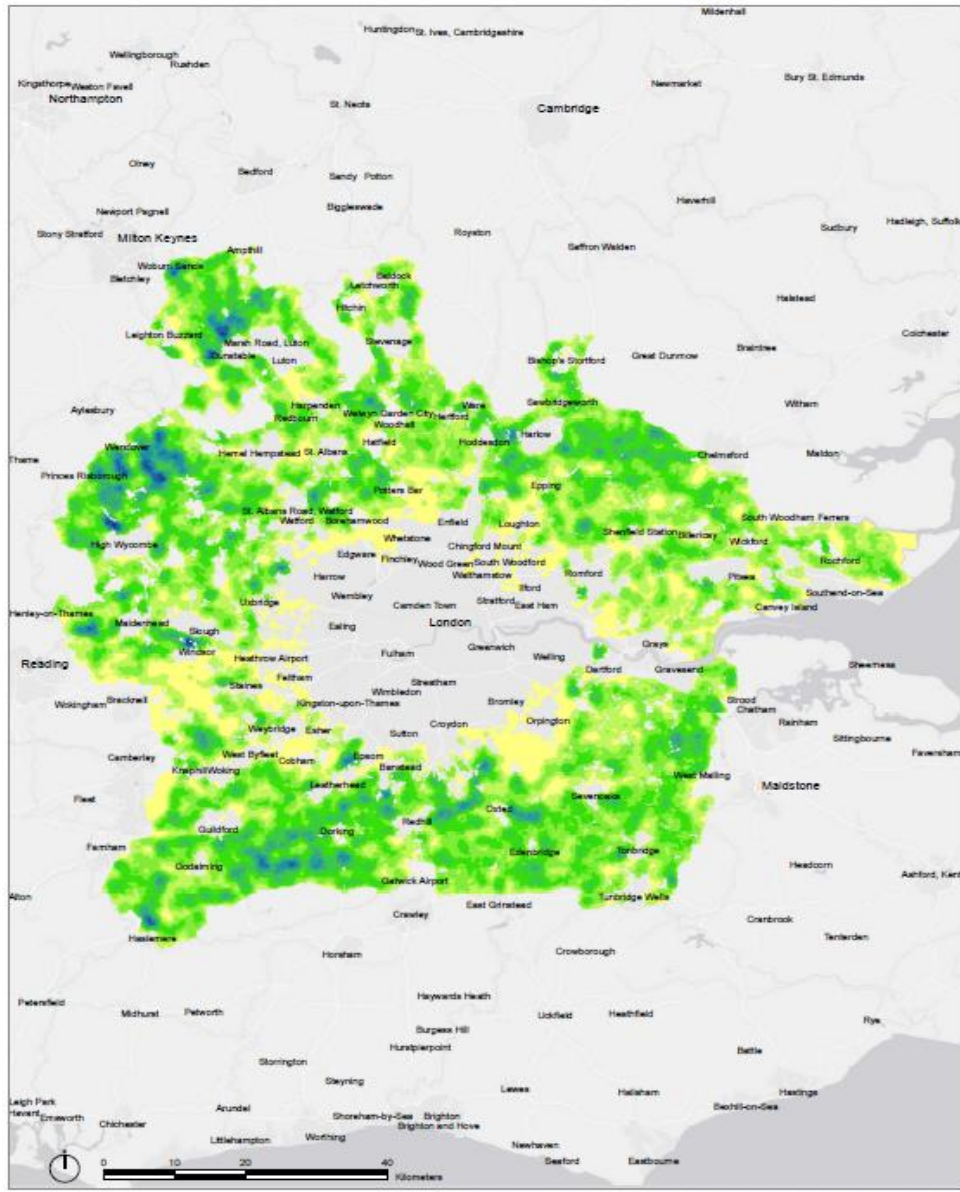 Mildenhall
Huntingdon St. Ives, Cambridgeshire
Wellingborough
Rushden
Kingsthorpe Weston Favell
Newmarket
Bury St. Edmunds
Northampton
St. Neots
Cambridge
Olney
Bedford
Sandy Potton
Haverhill
Newport Pagnell
Biggleswade
Hadleigh, Suffolk
Stony Stratford
Milton Keynes
Royston
Sudbury
Ampthill
Saffron Walden
Woburn Sands
Bletchley
Baldock
Letchworth
Halstead
Hitchin
Leighton Buzzard
Marsh Road, Luton
Stevenage
Colchester
Dunstable
Luton
Bishop's Stortford
Great Dunmow
Braintree
Aylesbury
Harpenden
Redbourn
Welwyn Garden City
Hertford
Ware
Sawbridgeworth
Witham
Woodhall
Wendover
Hatfield
Hoddesdon
Harlow
Thame
Hemel Hempstead
St. Albans
Chelmsford
Maldon
Princes Risborough
Potters Bar
Epping
St. Albans Road, Watford
Watford
Borehamwood
Enfield
Loughton
South Woodham Ferrers
Shenfield Station
Billericay
Wickford
High Wycombe
Whetstone
Chingford Mount
Edgware
Finchley
Wood Green
South Woodford
Rochford
Harrow
Walthamstow
Romford
Pitsea
Wembley
Ilford
Southend-on-Sea
Uxbridge
Camden Town
Stratford
East Ham
Canvey Island
Henley-on-Thames
Maidenhead
Slough
Ealing
London
Windsor
Fulham
Greenwich
Welling
Grays
Reading
Heathrow Airport
Dartford
Gravesend
Sheerness
Feltham
Staines
Streatham
Wimbledon
Bracknell
Wokingham
Kingston-upon-Thames
Bromley
Strood
Chatham
Weybridge
Esher
Croydon
Orpington
Rainham
Sutton
Sittingbourne
Camberley
West Byfleet
Cobham
Epsom
Banstead
Faversham
Knaphill
Woking
Leatherhead
West Malling
Maidstone
Fleet
Sevenoaks
Oxted
Guildford
Dorking
Redhill
Farnham
Edenbridge
Tonbridge
Godalming
Headcorn
Gatwick Airport
Ashford, Kent
Alton
East Grinstead
Tunbridge Wells
Crawley
Cranbrook
Haslemere
Tenterden
Horsham
Crowborough
Petersfield
Haywards Heath
Midhurst
Petworth
Uckfield
Heathfield
Rye
Burgess Hill
Hurstpierpoint
Battle
Storrington
Steyning
Lewes
Hailsham
Hastings
Leigh Park
Havant
Emsworth
Arundel
Bexhill-on-Sea
Chichester
Shoreham-by-Sea
Brighton
Brighton and Hove
Littlehampton
Worthing
Newhaven
Seaford
Eastbourne
0 10 20 40
Kilometers